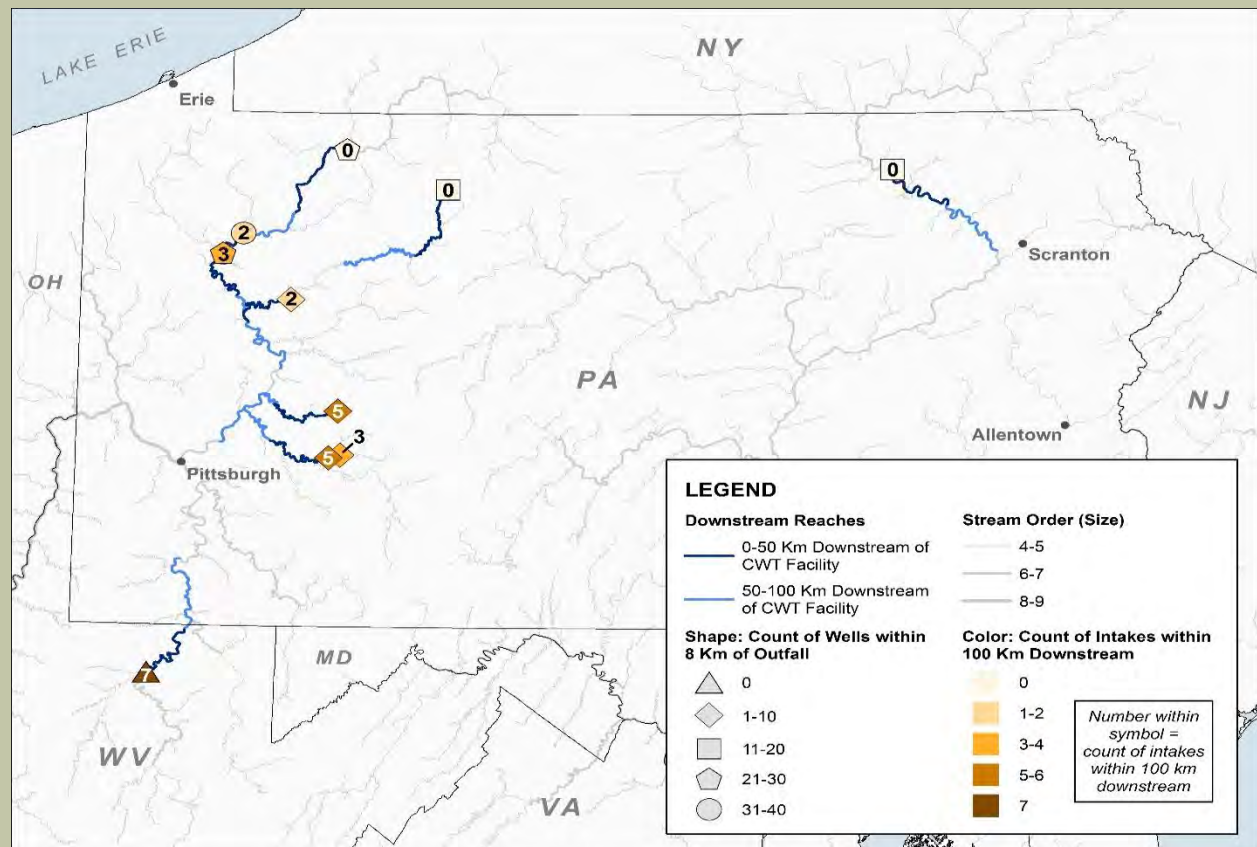 LAKE ERIE
NY
Erie
0
0
0
2
3
Scranton
OH
2
PA
NJ
5
Allentown
3
5
Pittsburgh
MD
7
WV
VA
LEGEND
Downstream Reaches
0-50 Km Downstream of
CWT Facility
50-100 Km Downstream
of CWT Facility
Shape: Count of Wells within
8 Km of Outfall
0
1-10
11-20
21-30
31-40
Stream Order (Size)
4-5
6-7
8-9
Color: Count of Intakes within
100 Km Downstream
0
1-2
3-4
5-6
7
Number within
symbol =
count of intakes
within 100 km
downstream